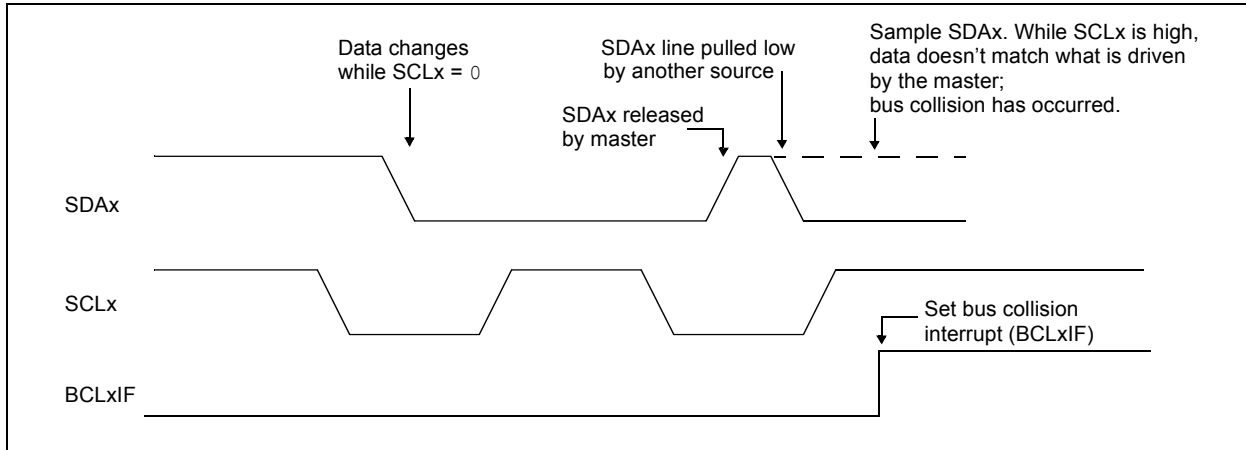 Data changes
while SCLx = 0
SDAx line pulled low
by another source
SDAx released
by master
Sample SDAx. While SCLx is high,
data doesn’t match what is driven
by the master;
bus collision has occurred.
SDAx
SCLx
Set bus collision
interrupt (BCLxIF)
BCLxIF